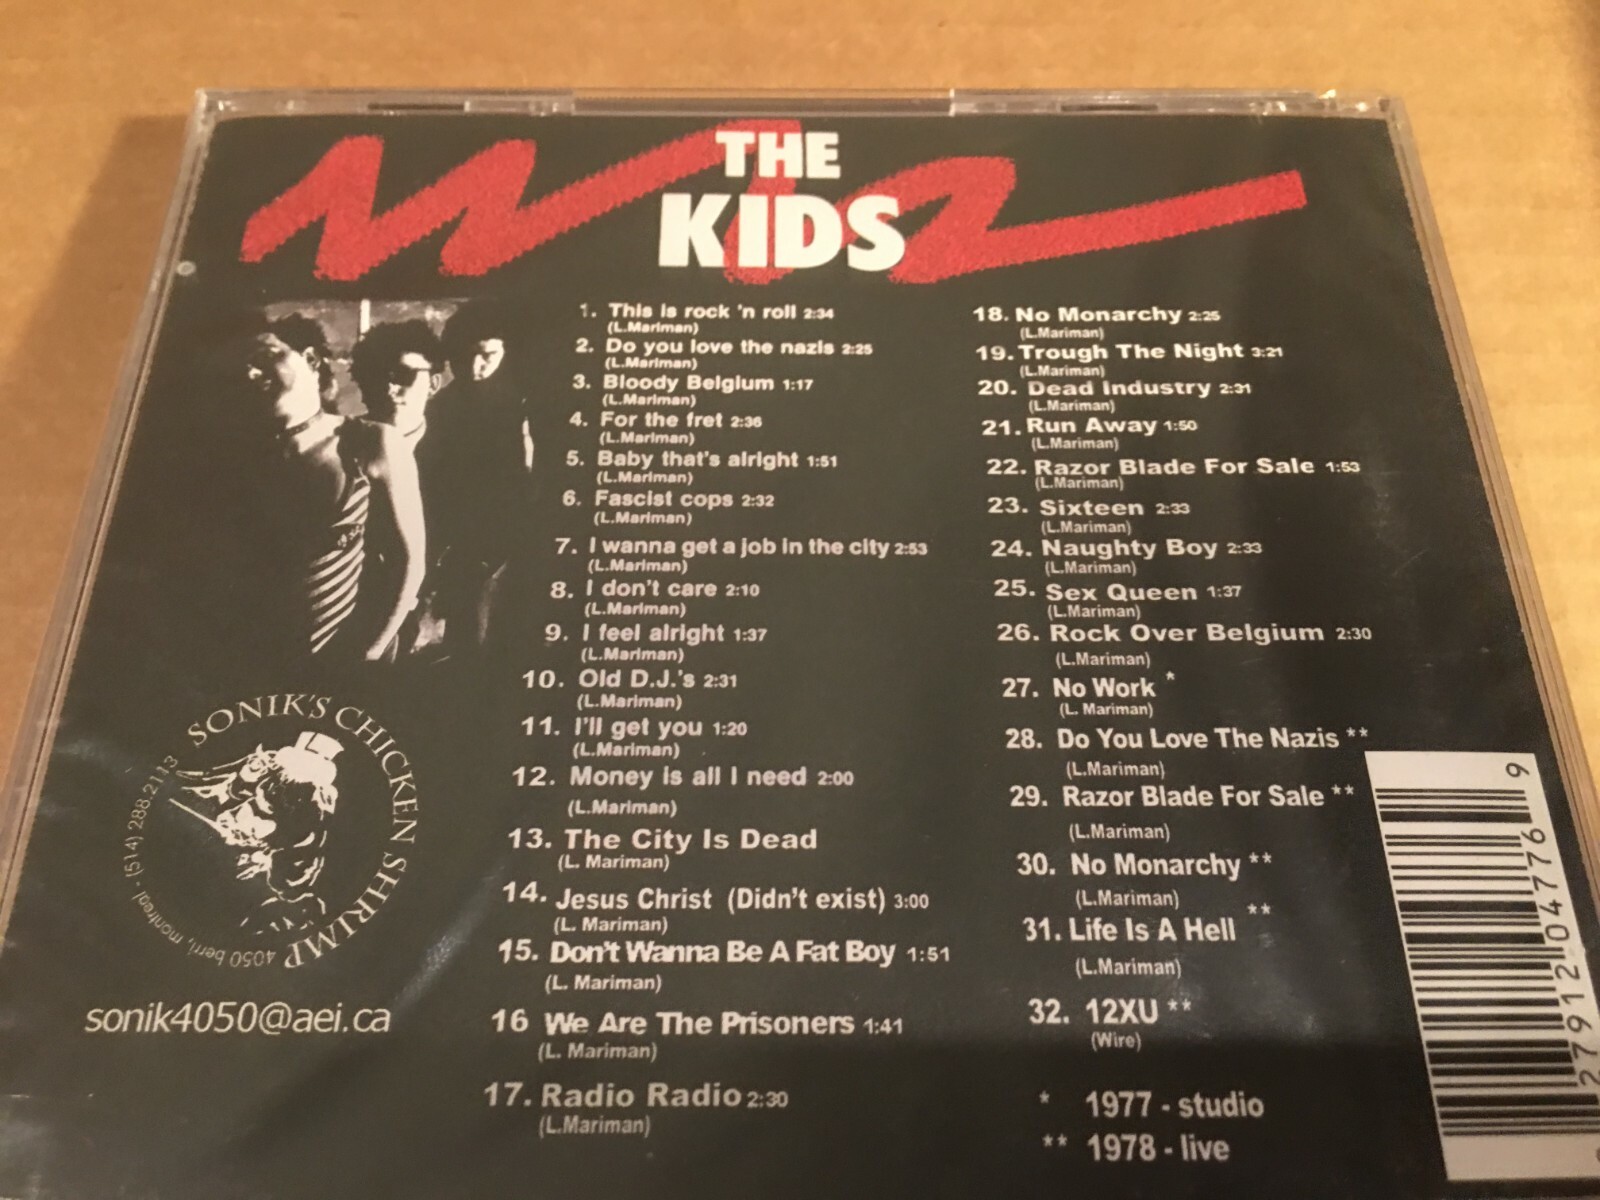 THE
KIDS
1. This is rock 'n roll 2:34
(L.Mariman)
2. Do you love the nazis 2:25
(L.Mariman)
3. Bloody Belgium 1:17
(L.Mariman)
4. For the fret 2:36
(L.Mariman)
5. Baby that's alright 1:51
(L.Mariman)
6. Fascist cops 2:32
(L.Mariman)
7. I wanna get a job in the city 2:53
(L.Mariman)
8. I don't care 2:10
(L.Mariman)
9. I feel alright 1:37
(L.Mariman)
10. Old D.J.'s 2:31
(L.Mariman)
11. I'll get you 1:20
(L.Mariman)
12. Money is all I need 2:00
(L.Mariman)
13. The City Is Dead
(L. Mariman)
14. Jesus Christ (Didn't exist) 3:00
(L. Mariman)
15. Don't Wanna Be A Fat Boy 1:51
(L. Mariman)
16 We Are The Prisoners 1:41
(L. Mariman)
17. Radio Radio 2:30
(L.Mariman)
18. No Monarchy 2:25
(L.Mariman)
19. Trough The Night 3:21
(L.Mariman)
20. Dead Industry 2:31
(L.Mariman)
21. Run Away 1:50
(L.Mariman)
22. Razor Blade For Sale 1:53
(L.Mariman)
23. Sixteen 2:33
(L.Mariman)
24. Naughty Boy 2:33
(L.Mariman)
25. Sex Queen 1:37
(L.Mariman)
26. Rock Over Belgium 2:30
(L.Mariman)
27. No Work *
(L. Mariman)
28. Do You Love The Nazis **
(L.Mariman)
29. Razor Blade For Sale **
(L.Mariman)
30. No Monarchy **
(L.Mariman)
31. Life Is A Hell **
(L.Mariman)
32. 12XU **
(Wire)
* 1977 - studio
** 1978 - live
SONIK'S CHICKEN SHRIMP
4050 berri, montreal - (514) 288.2113
sonik4050@aei.ca
27912 04776 9